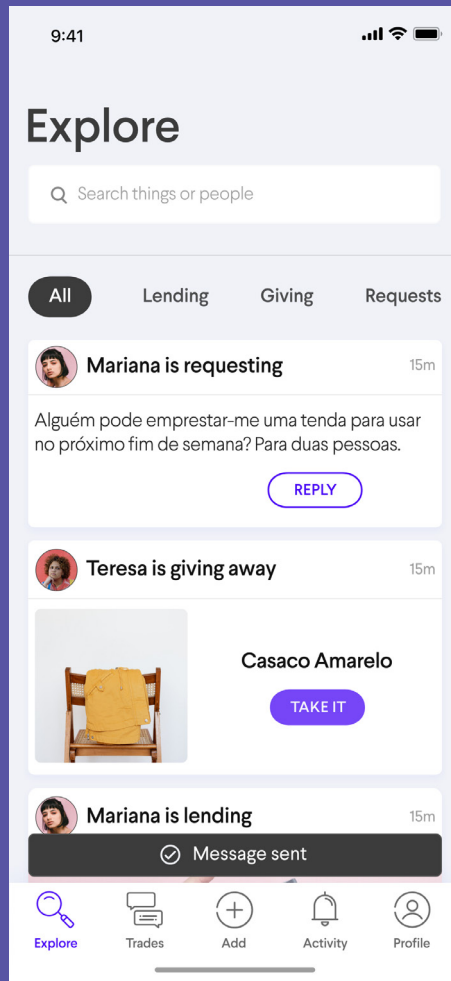 9:41
Explore
Search things or people
All
Lending
Giving
Requests
Mariana is requesting
15m
Alguém pode emprestar-me uma tenda para usar
no próximo fim de semana? Para duas pessoas.
REPLY
Teresa is giving away
15m
Casaco Amarelo
TAKE IT
Mariana is lending
15m
Message sent
Explore
Trades
Add
Activity
Profile